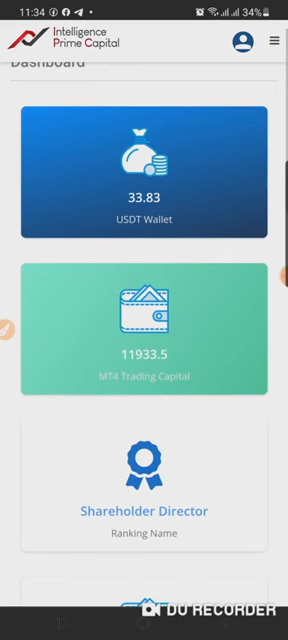 11:34
34%
Intelligence
Prime Capital
Dashboard
33.83
USDT Wallet
11933.5
MT4 Trading Capital
Shareholder Director
Ranking Name
DU RECORDER